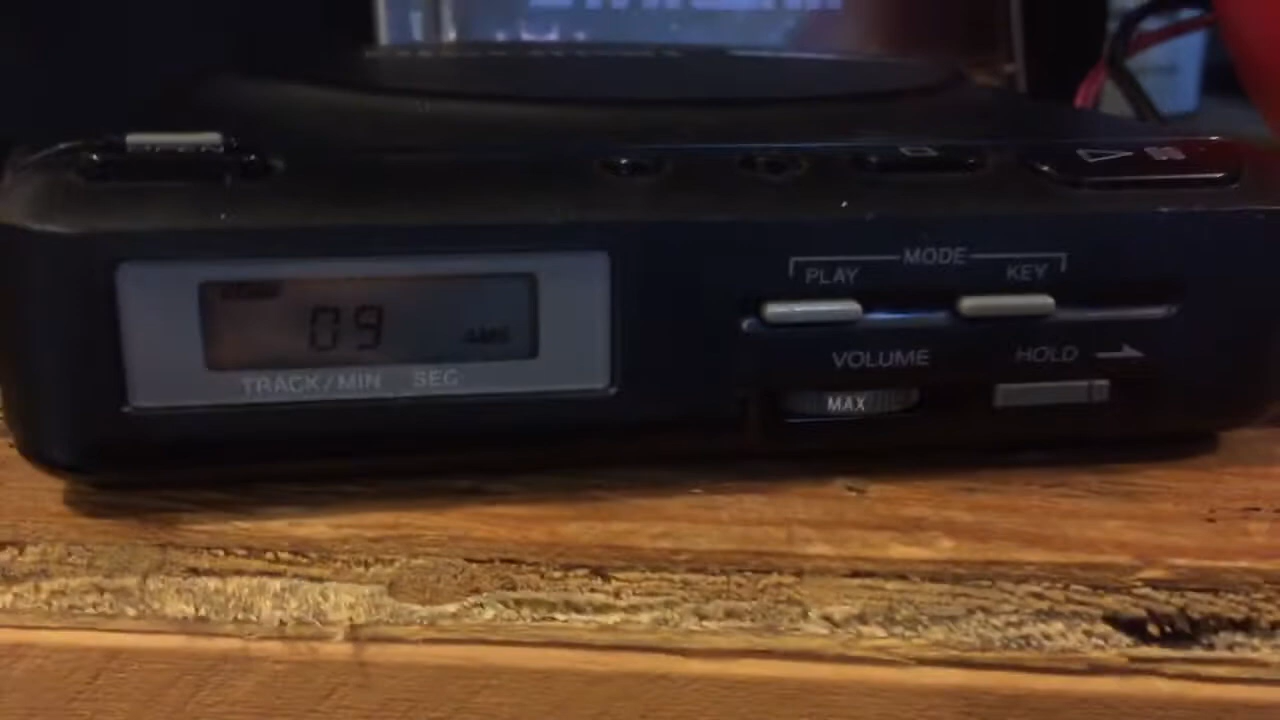 MODE
PLAY KEY
09
TRACK/MIN SEC
VOLUME HOLD
MAX